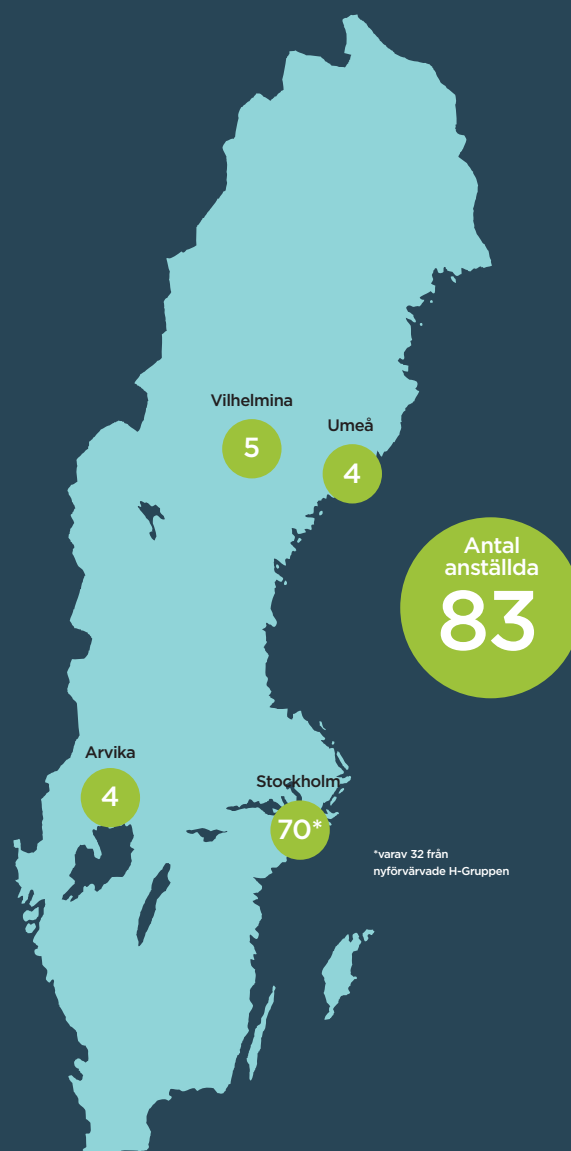 Vilhelmina
5
Umeå
4
Antal
anställda
83
Arvika
4
Stockholm
70*
*varav 32 från
nyförvärvade H-Gruppen